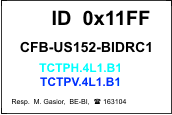 ID 0x11FF
CFB-US152-BIDRC1
TCTPH.4L1.B1
TCTPV.4L1.B1
Resp. M. Gasior, BE-BI, ☎ 163104